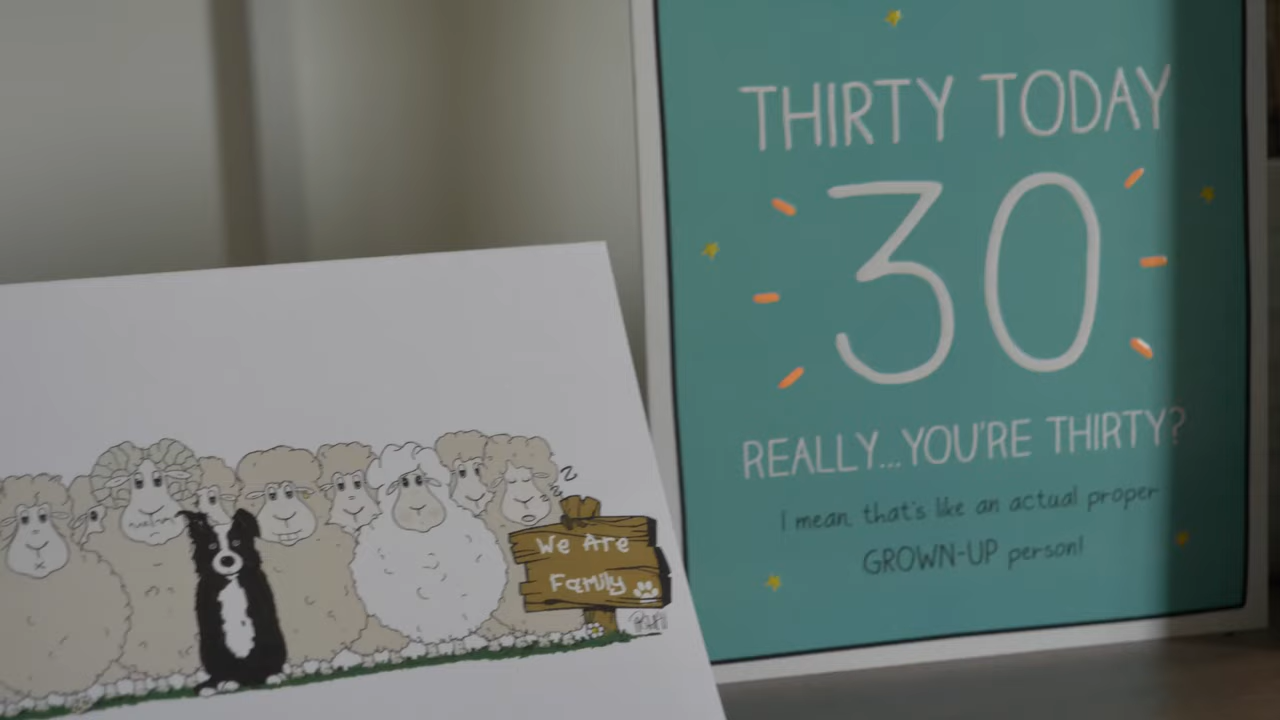 THIRTY TODAY
30
REALLY...YOU'RE THIRTY?
I mean, that's like an actual proper
GROWN-UP person!
We Are
Family